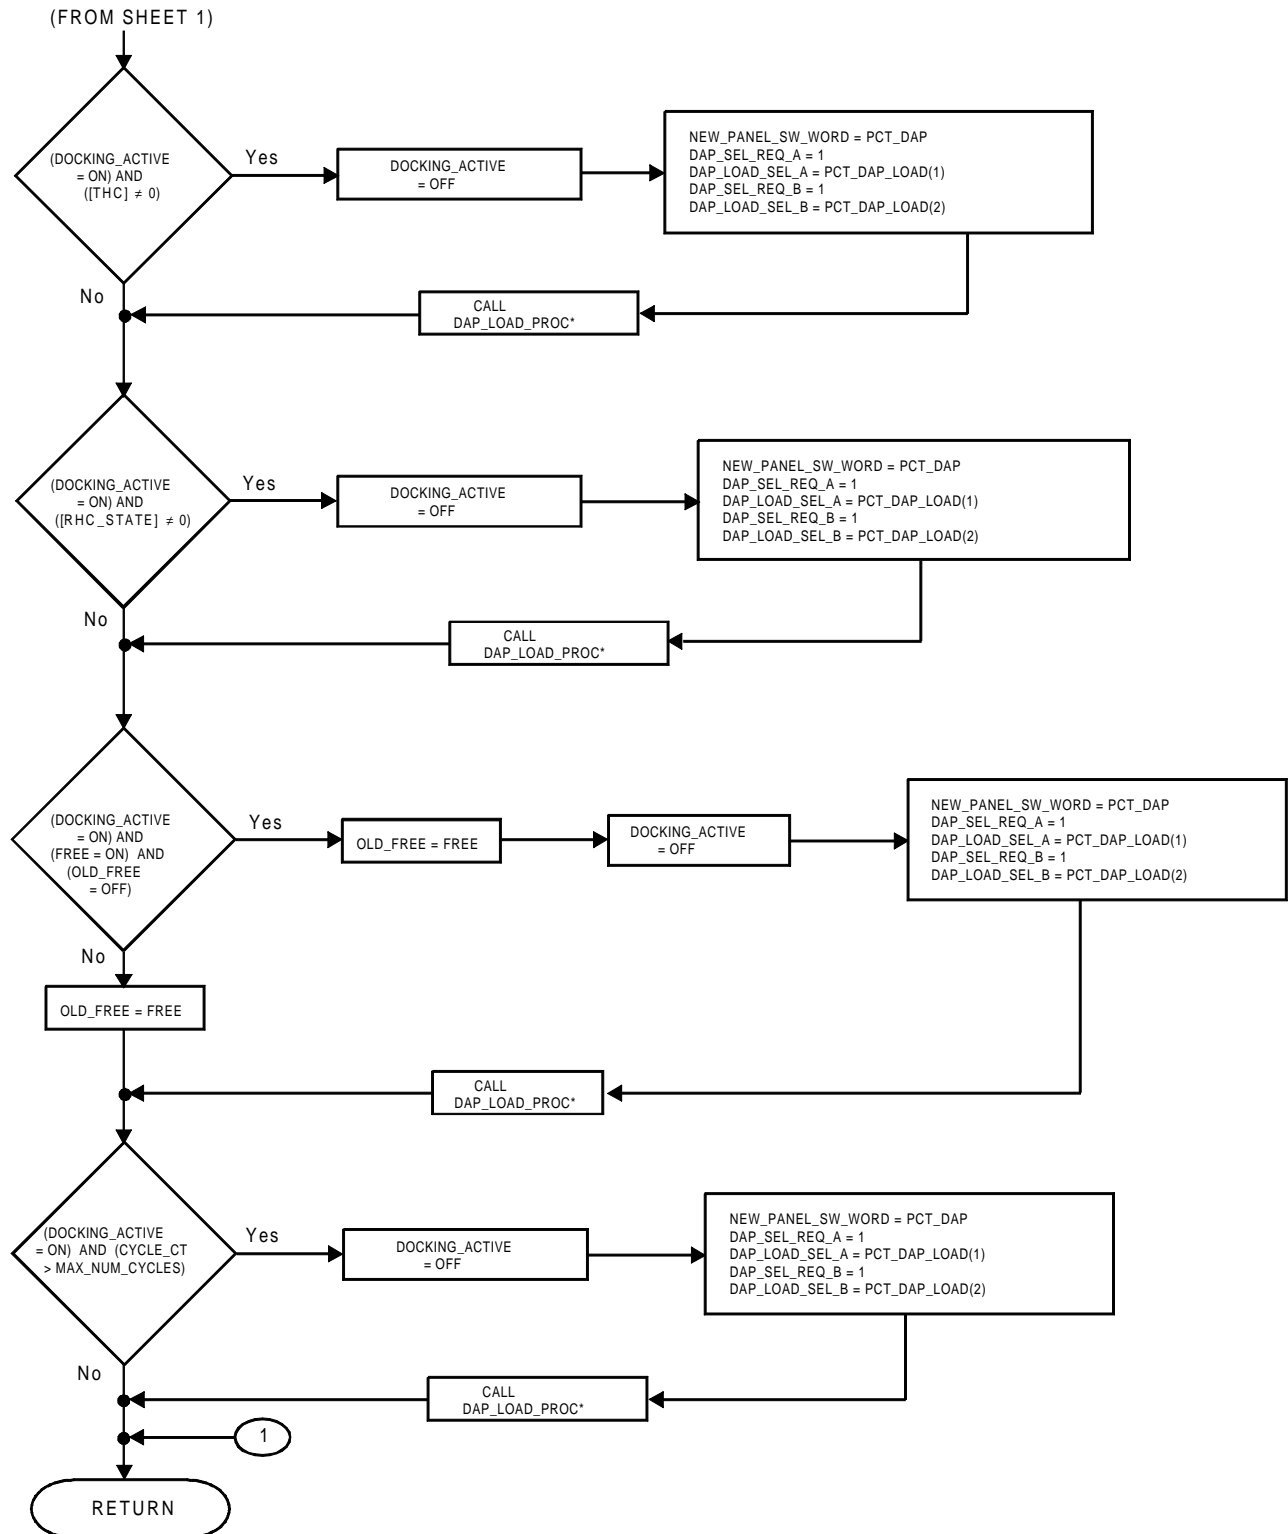 (FROM SHEET 1)
(DOCKING_ACTIVE
= ON) AND
([THC] ≠ 0)
Yes
DOCKING_ACTIVE
= OFF
NEW_PANEL_SW_WORD = PCT_DAP
DAP_SEL_REQ_A = 1
DAP_LOAD_SEL_A = PCT_DAP_LOAD(1)
DAP_SEL_REQ_B = 1
DAP_LOAD_SEL_B = PCT_DAP_LOAD(2)
No
CALL
DAP_LOAD_PROC*
(DOCKING_ACTIVE
= ON) AND
([RHC_STATE] ≠ 0)
Yes
DOCKING_ACTIVE
= OFF
NEW_PANEL_SW_WORD = PCT_DAP
DAP_SEL_REQ_A = 1
DAP_LOAD_SEL_A = PCT_DAP_LOAD(1)
DAP_SEL_REQ_B = 1
DAP_LOAD_SEL_B = PCT_DAP_LOAD(2)
No
CALL
DAP_LOAD_PROC*
(DOCKING_ACTIVE
= ON) AND
(FREE = ON) AND
(OLD_FREE
= OFF)
Yes
OLD_FREE = FREE
DOCKING_ACTIVE
= OFF
NEW_PANEL_SW_WORD = PCT_DAP
DAP_SEL_REQ_A = 1
DAP_LOAD_SEL_A = PCT_DAP_LOAD(1)
DAP_SEL_REQ_B = 1
DAP_LOAD_SEL_B = PCT_DAP_LOAD(2)
No
OLD_FREE = FREE
CALL
DAP_LOAD_PROC*
(DOCKING_ACTIVE
= ON) AND (CYCLE_CT
> MAX_NUM_CYCLES)
Yes
DOCKING_ACTIVE
= OFF
NEW_PANEL_SW_WORD = PCT_DAP
DAP_SEL_REQ_A = 1
DAP_LOAD_SEL_A = PCT_DAP_LOAD(1)
DAP_SEL_REQ_B = 1
DAP_LOAD_SEL_B = PCT_DAP_LOAD(2)
No
CALL
DAP_LOAD_PROC*
1
RETURN